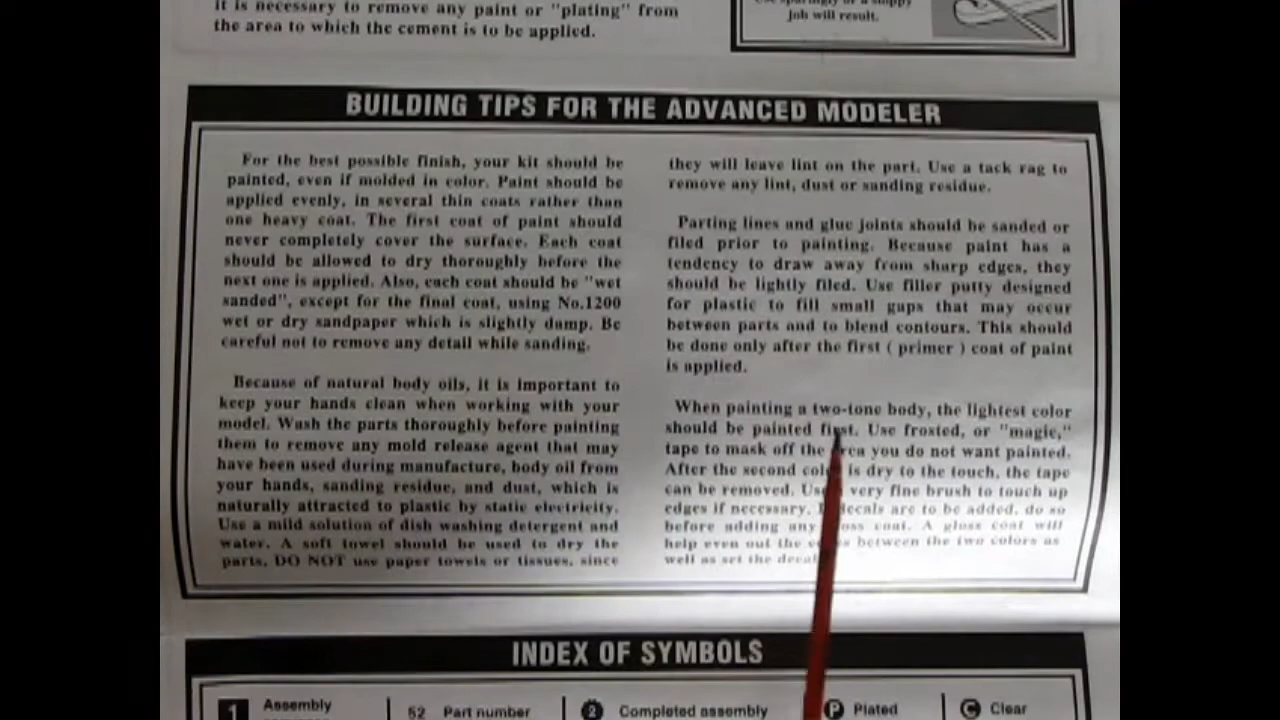 it is necessary to remove any paint or "plating" from
the area to which the cement is to be applied.
job will result.
BUILDING TIPS FOR THE ADVANCED MODELER
For the best possible finish, your kit should be
painted, even if molded in color. Paint should be
applied evenly, in several thin coats rather than
one heavy coat. The first coat of paint should
never completely cover the surface. Each coat
should be allowed to dry thoroughly before the
next one is applied. Also, each coat should be "wet
sanded", except for the final coat, using No.1200
wet or dry sandpaper which is slightly damp. Be
careful not to remove any detail while sanding.
Because of natural body oils, it is important to
keep your hands clean when working with your
model. Wash the parts thoroughly before painting
them to remove any mold release agent that may
have been used during manufacture, body oil from
your hands, sanding residue, and dust, which is
naturally attracted to plastic by static electricity.
Use a mild solution of dish washing detergent and
water. A soft towel should be used to dry the
parts. DO NOT use paper towels or tissues, since
they will leave lint on the part. Use a tack rag to
remove any lint, dust or sanding residue.
Parting lines and glue joints should be sanded or
filed prior to painting. Because paint has a
tendency to draw away from sharp edges, they
should be lightly filed. Use filler putty designed
for plastic to fill small gaps that may occur
between parts and to blend contours. This should
be done only after the first ( primer ) coat of paint
is applied.
When painting a two-tone body, the lightest color
should be painted first. Use frosted, or "magic,"
tape to mask off the area you do not want painted.
After the second color is dry to the touch, the tape
can be removed. Use very fine brush to touch up
edges if necessary. decals are to be added, do so
before adding any gloss coat. A gloss coat will
help even out the edges between the two colors as
well as set the
INDEX OF SYMBOLS
1 Assembly
52 Part number
2 Completed assembly
P Plated
C Clear